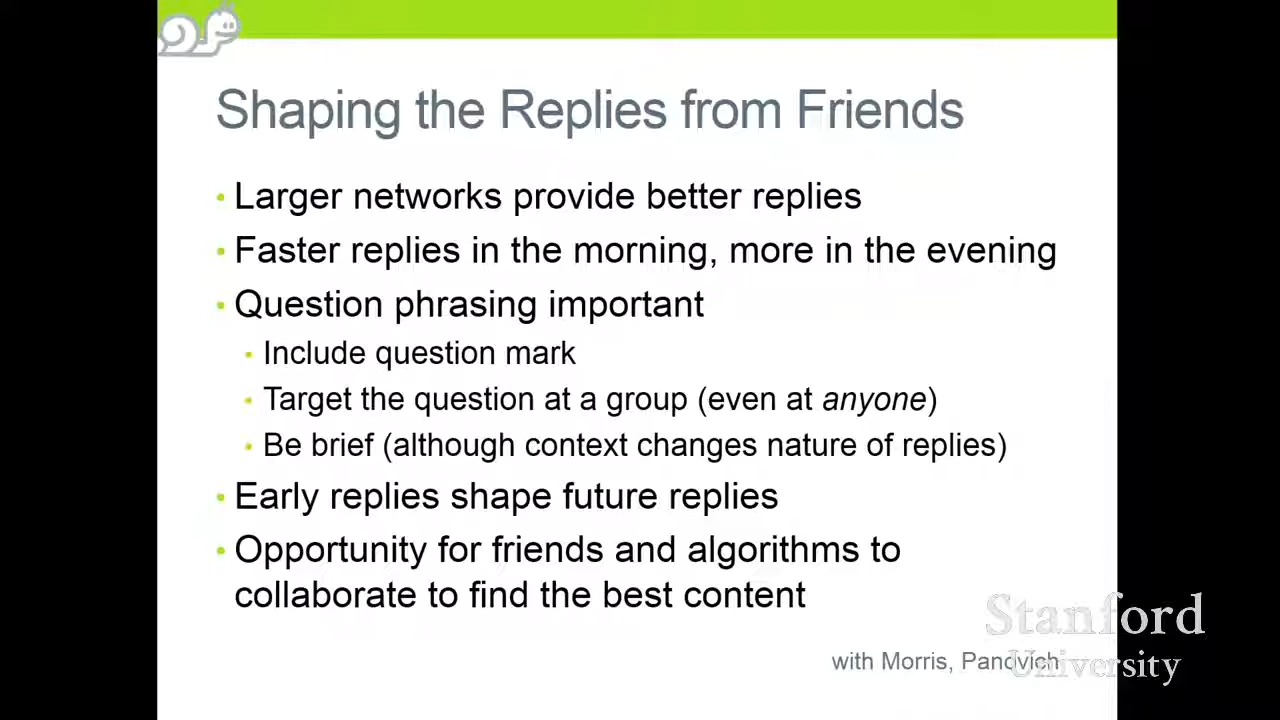 Shaping the Replies from Friends
• Larger networks provide better replies
• Faster replies in the morning, more in the evening
• Question phrasing important
• Include question mark
• Target the question at a group (even at anyone)
• Be brief (although context changes nature of replies)
• Early replies shape future replies
• Opportunity for friends and algorithms to
collaborate to find the best content
Stanford
University
with Morris, Panovich